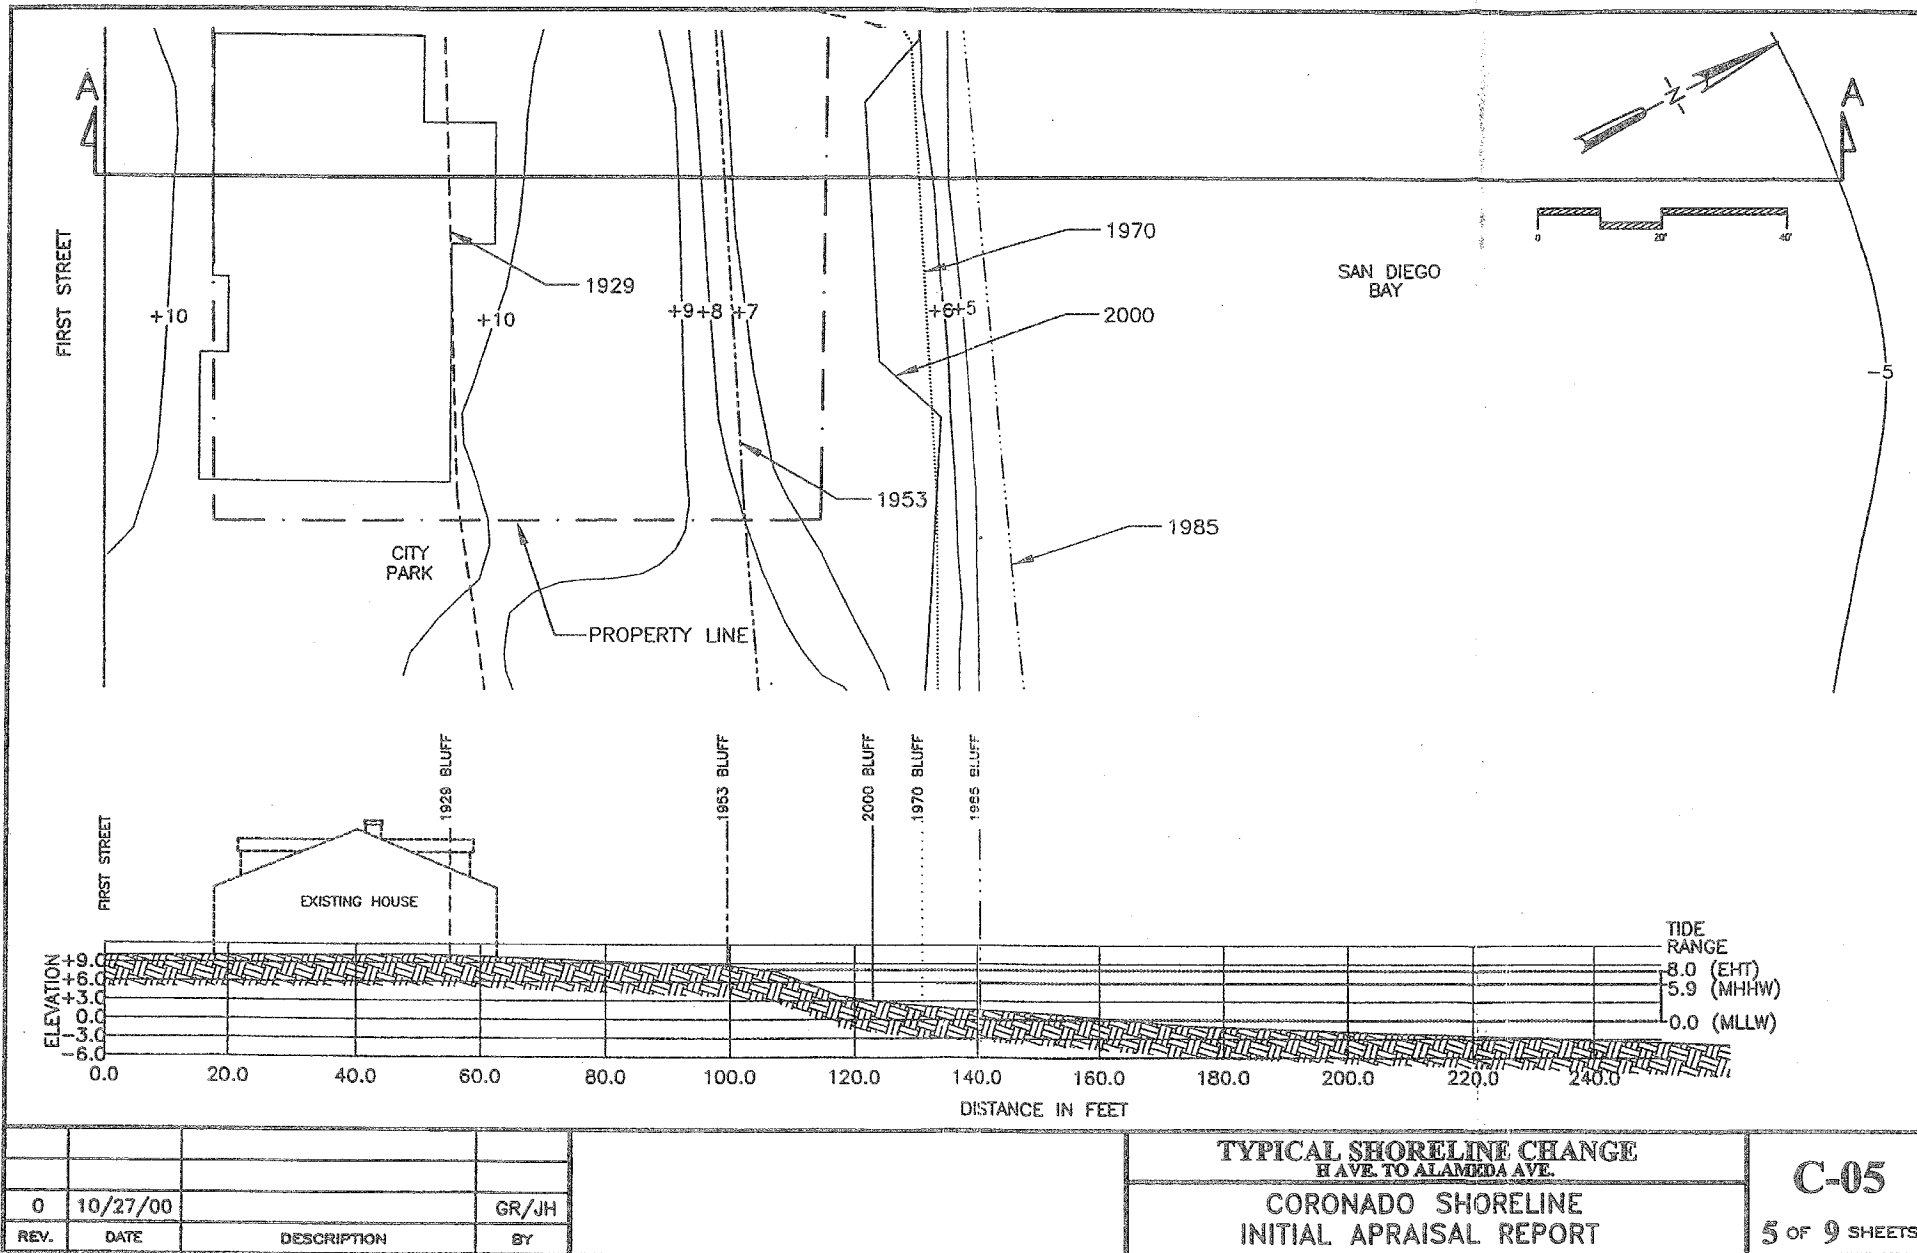 A
A
N
0
20'
40'
FIRST STREET
1929
1970
2000
SAN DIEGO
BAY
+10
+10
+9
+8
+7
+6
+5
-5
1953
1985
CITY
PARK
PROPERTY LINE
FIRST STREET
1929 BLUFF
1953 BLUFF
2000 BLUFF
1970 BLUFF
1985 BLUFF
EXISTING HOUSE
TIDE
RANGE
8.0 (EHT)
5.9 (MHHW)
0.0 (MLLW)
ELEVATION
+9.0
+6.0
+3.0
0.0
-3.0
-6.0
0.0 20.0 40.0 60.0 80.0 100.0 120.0 140.0 160.0 180.0 200.0 220.0 240.0
DISTANCE IN FEET
0 10/27/00 GR/JH
REV. DATE DESCRIPTION BY
TYPICAL SHORELINE CHANGE
H AVE. TO ALAMEDA AVE.
CORONADO SHORELINE
INITIAL APRAISAL REPORT
C-05
5 OF 9 SHEETS